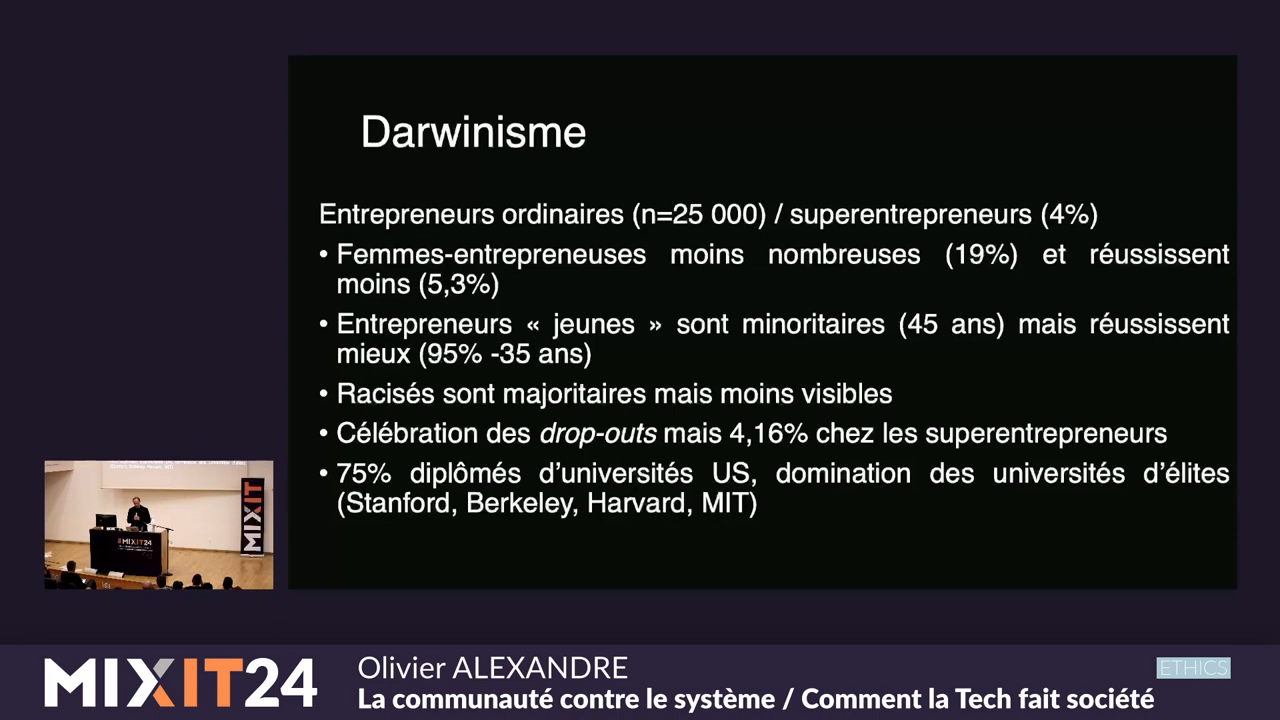 Darwinisme
Entrepreneurs ordinaires (n=25 000) / superentrepreneurs (4%)
• Femmes-entrepreneuses moins nombreuses (19%) et réussissent
moins (5,3%)
• Entrepreneurs « jeunes » sont minoritaires (45 ans) mais réussissent
mieux (95% -35 ans)
• Racisés sont majoritaires mais moins visibles
• Célébration des drop-outs mais 4,16% chez les superentrepreneurs
• 75% diplômés d’universités US, domination des universités d’élites
(Stanford, Berkeley, Harvard, MIT)
MIXIT
#MIXIT24
MIXIT24
Olivier ALEXANDRE
La communauté contre le système / Comment la Tech fait société
ETHICS